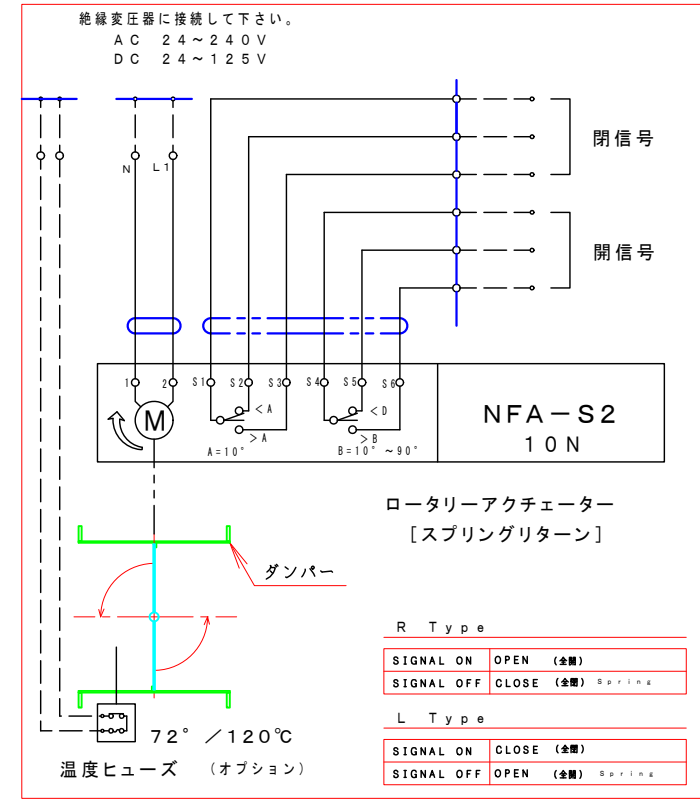 絶縁変圧器に接続して下さい。
AC 24～240V
DC 24～125V
N L1
閉信号
開信号
1 2 S1 S2 S3 S4 S5 S6
M
<A
>A
A=10°
<D
>B
B=10°～90°
NFA－S2
10N
ロータリーアクチェーター
[スプリングリターン]
ダンパー
R Type
SIGNAL ON OPEN (全開)
SIGNAL OFF CLOSE (全閉) Spring
L Type
SIGNAL ON CLOSE (全閉)
SIGNAL OFF OPEN (全開) Spring
72°／120℃
温度ヒューズ （オプション）